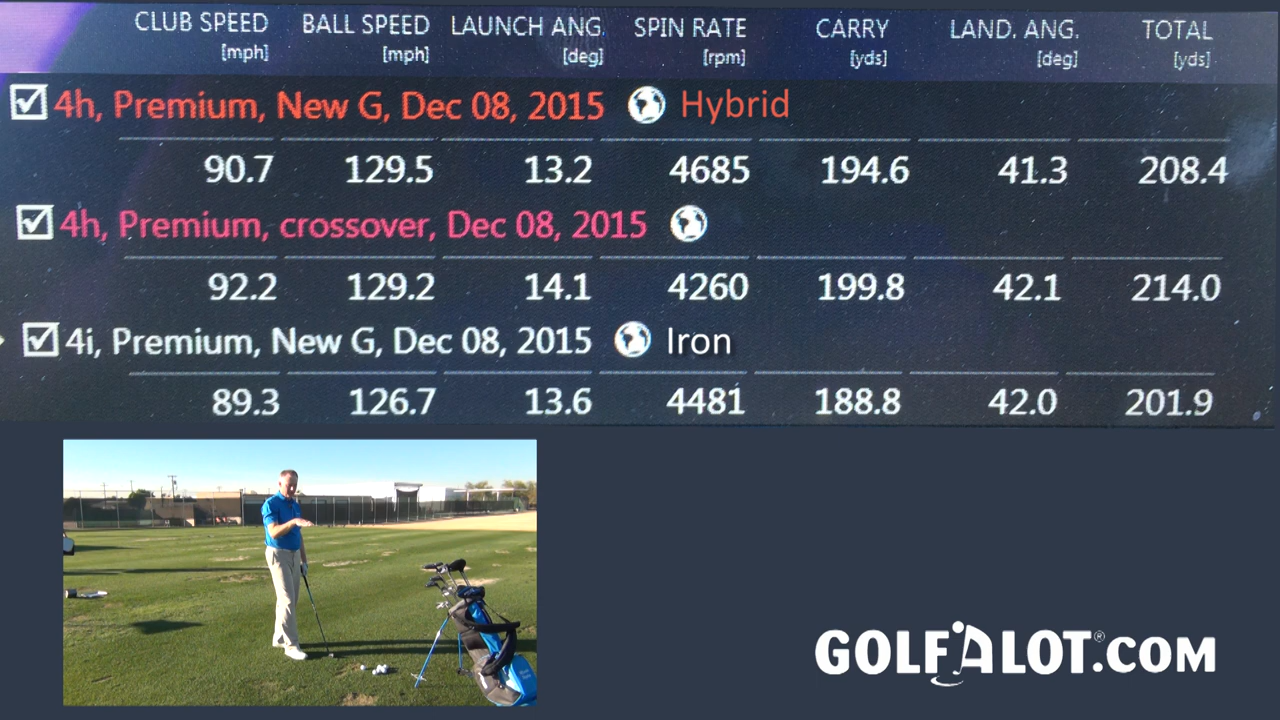 CLUB SPEED BALL SPEED LAUNCH ANG. SPIN RATE CARRY LAND. ANG. TOTAL
[mph] [mph] [deg] [rpm] [yds] [deg] [yds]
4h, Premium, New G, Dec 08, 2015 Hybrid
90.7 129.5 13.2 4685 194.6 41.3 208.4
4h, Premium, crossover, Dec 08, 2015
92.2 129.2 14.1 4260 199.8 42.1 214.0
4i, Premium, New G, Dec 08, 2015 Iron
89.3 126.7 13.6 4481 188.8 42.0 201.9
GOLFALOT®.COM